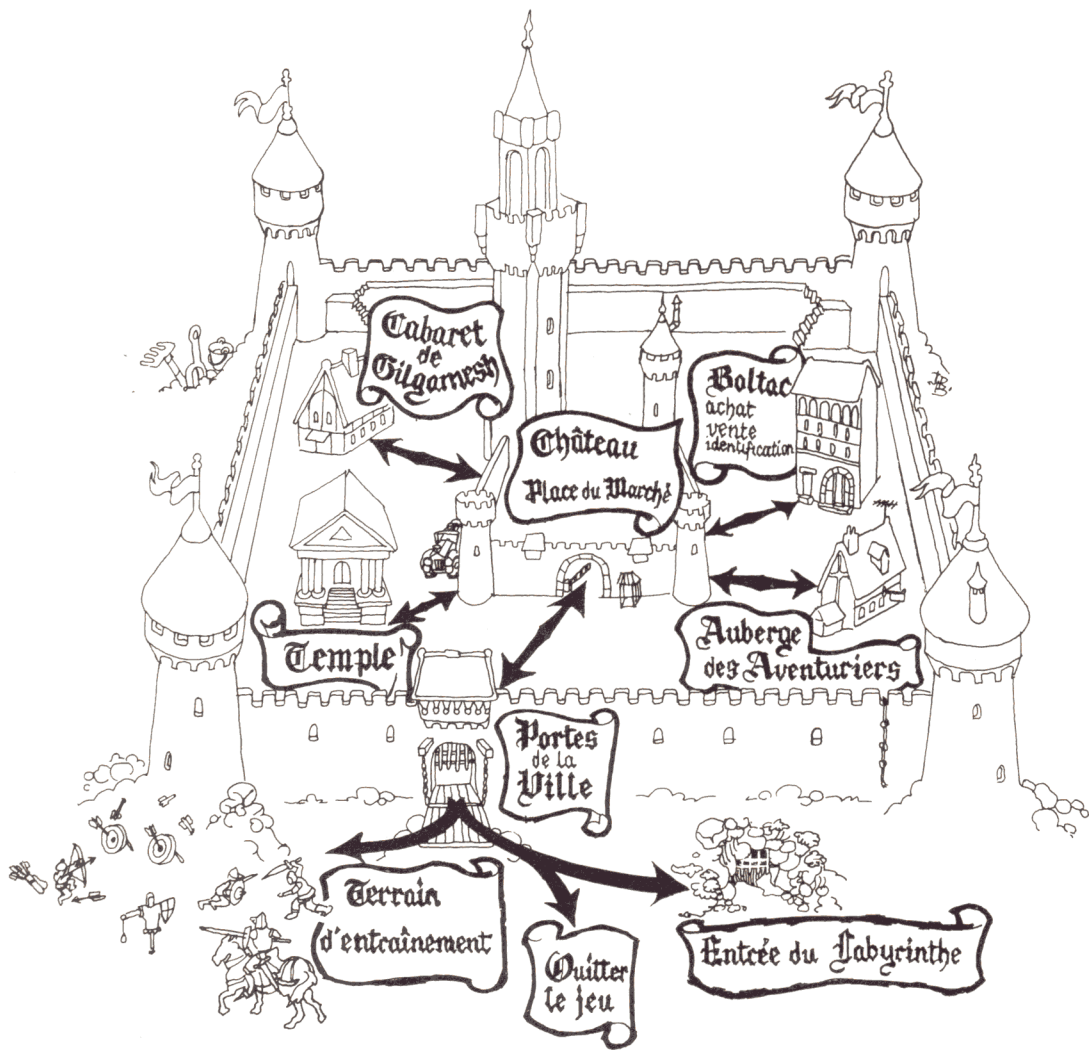 Cabaret
de
Gilgamesh
Boltac
achat
vente
identification
Château
Place du Marché
Temple
Auberge
des Aventuriers
Portes
de la
Ville
Terrain
d'entraînement
Quitter
le jeu
Entrée du Labyrinthe